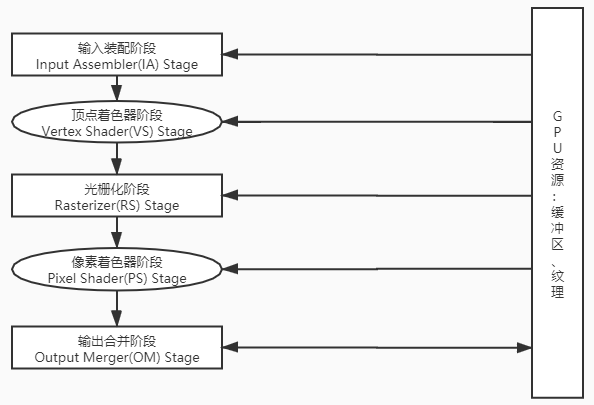 输入装配阶段
Input Assembler(IA) Stage
顶点着色器阶段
Vertex Shader(VS) Stage
光栅化阶段
Rasterizer(RS) Stage
像素着色器阶段
Pixel Shader(PS) Stage
输出合并阶段
Output Merger(OM) Stage
GPU资源:缓冲区、纹理